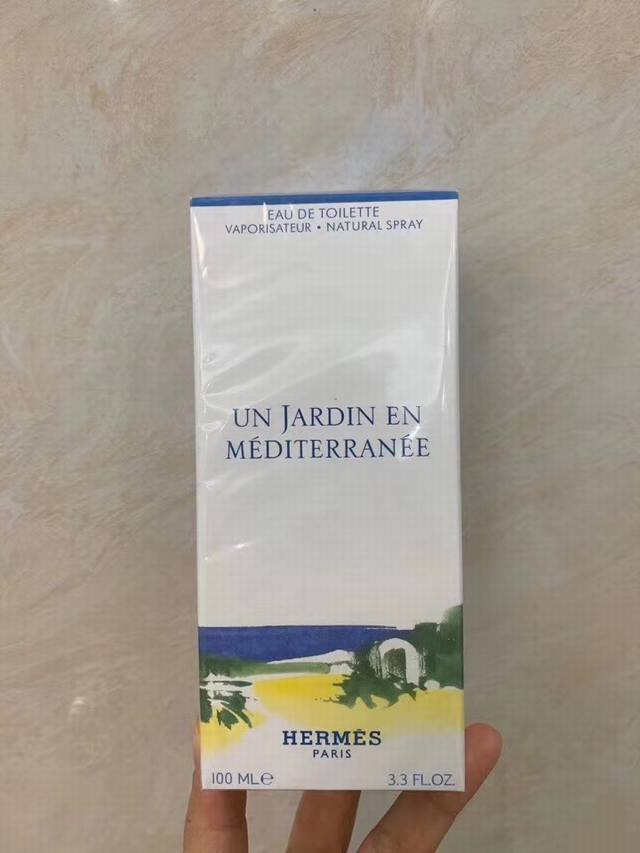 EAU DE TOILETTE
VAPORISATEUR • NATURAL SPRAY
UN JARDIN EN
MÉDITERRANÉE
HERMÈS
PARIS
100 ML℮
3.3 FL.OZ.